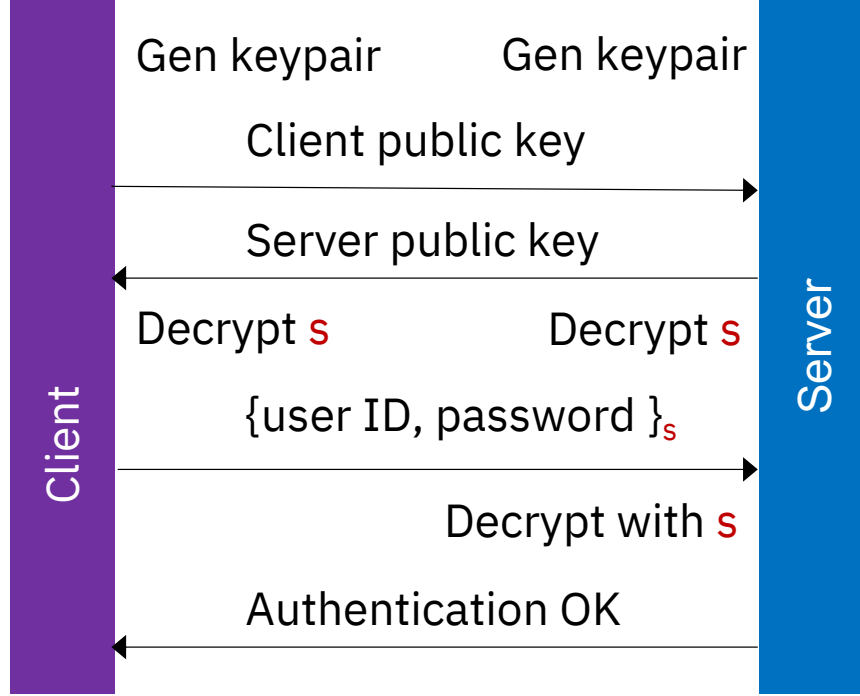 Gen keypair Gen keypair
Client public key
Server public key
Decrypt s Decrypt s
{user ID, password }s
Decrypt with s
Authentication OK
Client
Server